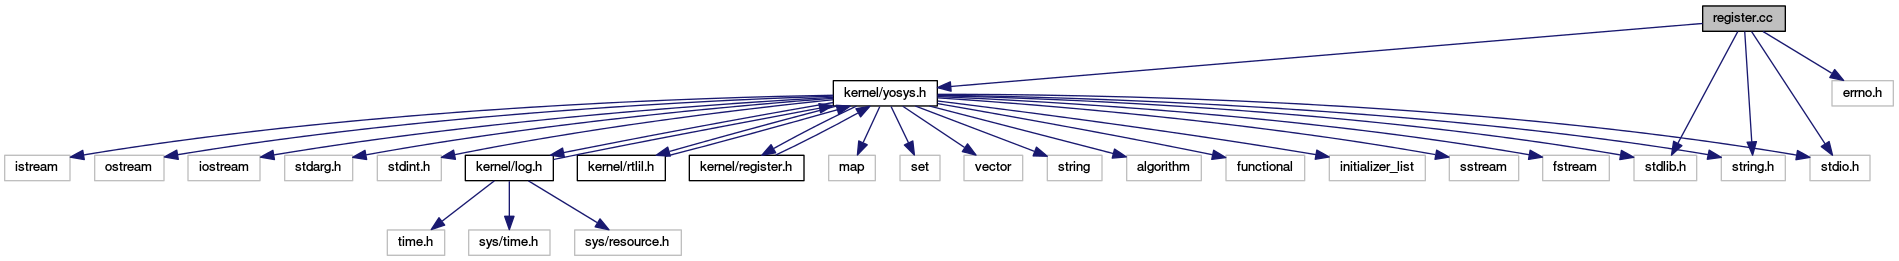 register.cc
kernel/yosys.h
errno.h
istream
ostream
iostream
stdarg.h
stdint.h
kernel/log.h
kernel/rtlil.h
kernel/register.h
map
set
vector
string
algorithm
functional
initializer_list
sstream
fstream
stdlib.h
string.h
stdio.h
time.h
sys/time.h
sys/resource.h